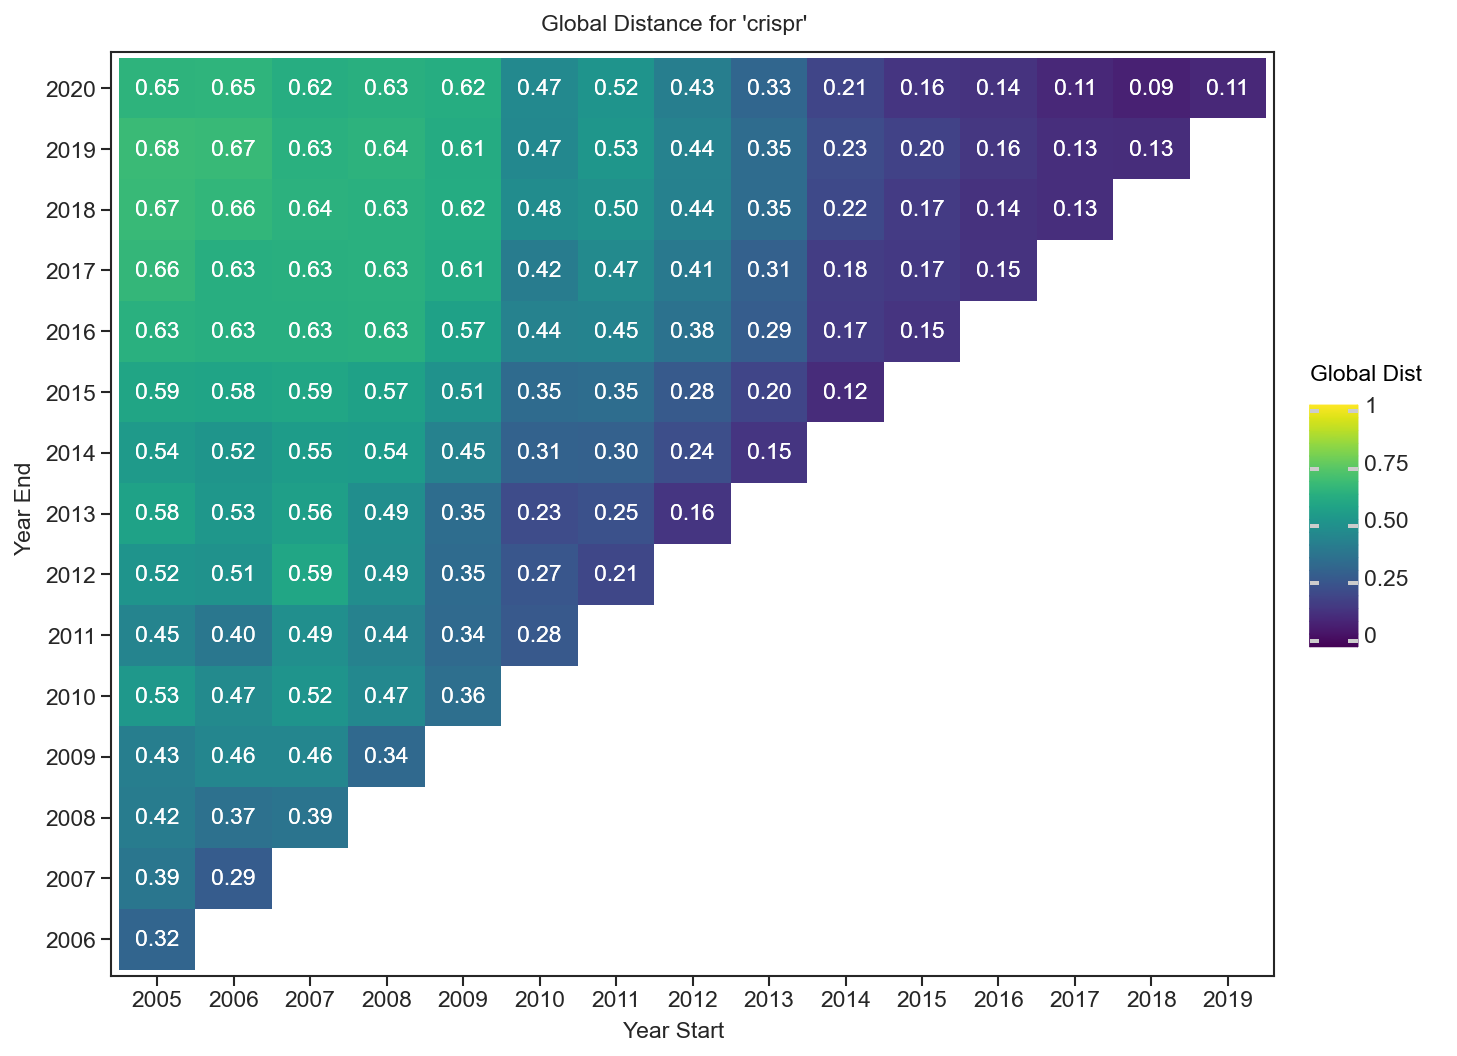 Global Distance for 'crispr'
Year End
2020 0.65 0.65 0.62 0.63 0.62 0.47 0.52 0.43 0.33 0.21 0.16 0.14 0.11 0.09 0.11
2019 0.68 0.67 0.63 0.64 0.61 0.47 0.53 0.44 0.35 0.23 0.20 0.16 0.13 0.13
2018 0.67 0.66 0.64 0.63 0.62 0.48 0.50 0.44 0.35 0.22 0.17 0.14 0.13
2017 0.66 0.63 0.63 0.63 0.61 0.42 0.47 0.41 0.31 0.18 0.17 0.15
2016 0.63 0.63 0.63 0.63 0.57 0.44 0.45 0.38 0.29 0.17 0.15
2015 0.59 0.58 0.59 0.57 0.51 0.35 0.35 0.28 0.20 0.12
2014 0.54 0.52 0.55 0.54 0.45 0.31 0.30 0.24 0.15
2013 0.58 0.53 0.56 0.49 0.35 0.23 0.25 0.16
2012 0.52 0.51 0.59 0.49 0.35 0.27 0.21
2011 0.45 0.40 0.49 0.44 0.34 0.28
2010 0.53 0.47 0.52 0.47 0.36
2009 0.43 0.46 0.46 0.34
2008 0.42 0.37 0.39
2007 0.39 0.29
2006 0.32
2005 2006 2007 2008 2009 2010 2011 2012 2013 2014 2015 2016 2017 2018 2019
Year Start
Global Dist
1
0.75
0.50
0.25
0